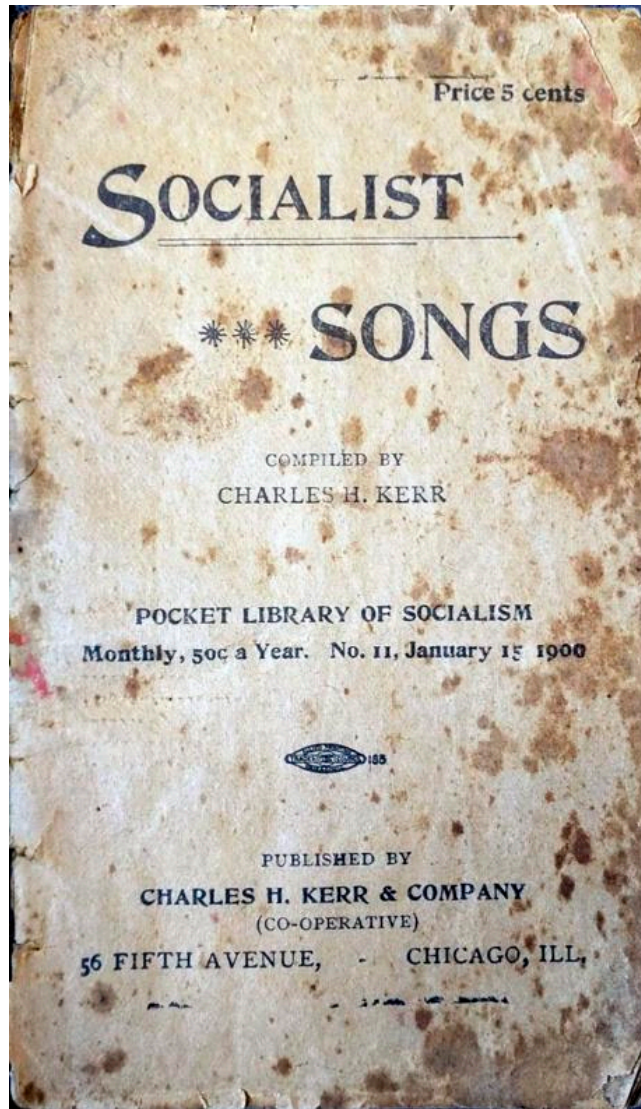 Price 5 cents
SOCIALIST
*** SONGS
COMPILED BY
CHARLES H. KERR
POCKET LIBRARY OF SOCIALISM
Monthly, 50c a Year. No. 11, January 15 1900
155
PUBLISHED BY
CHARLES H. KERR & COMPANY
(CO-OPERATIVE)
56 FIFTH AVENUE, - CHICAGO, ILL,